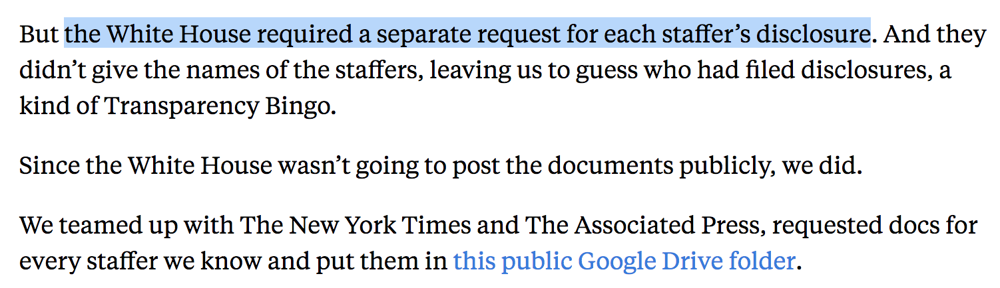 But the White House required a separate request for each staffer’s disclosure. And they
didn’t give the names of the staffers, leaving us to guess who had filed disclosures, a
kind of Transparency Bingo.
Since the White House wasn’t going to post the documents publicly, we did.
We teamed up with The New York Times and The Associated Press, requested docs for
every staffer we know and put them in this public Google Drive folder.